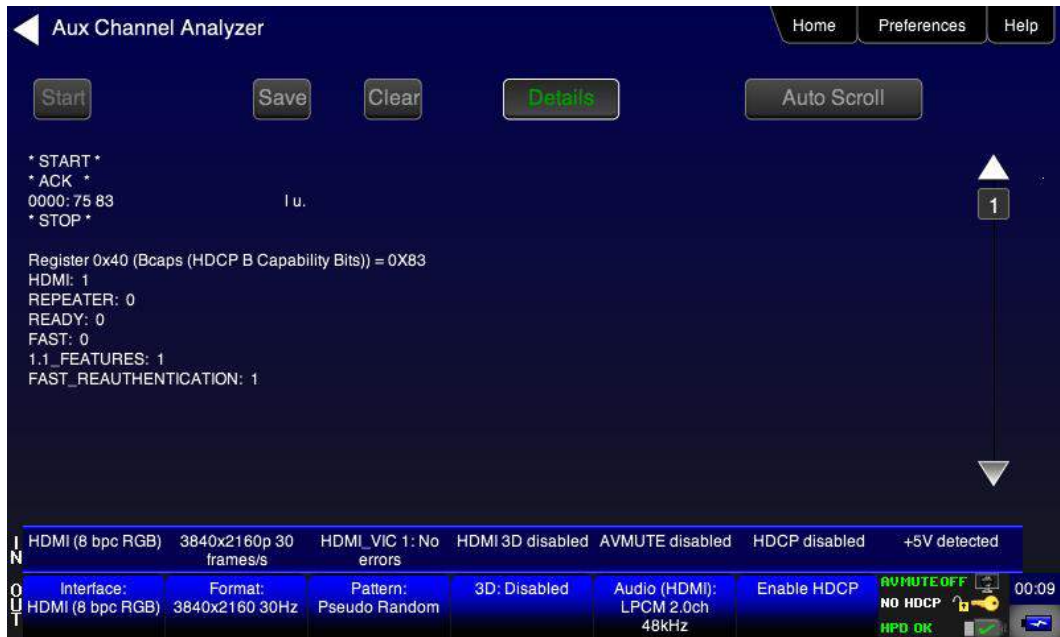 Aux Channel Analyzer
Home
Preferences
Help
Start
Save
Clear
Details
Auto Scroll
* START *
* ACK *
0000: 75 83 l u.
* STOP *
1
Register 0x40 (Bcaps (HDCP B Capability Bits)) = 0X83
HDMI: 1
REPEATER: 0
READY: 0
FAST: 0
1.1_FEATURES: 1
FAST_REAUTHENTICATION: 1
IN
HDMI (8 bpc RGB)
3840x2160p 30
frames/s
HDMI_VIC 1: No
errors
HDMI 3D disabled
AVMUTE disabled
HDCP disabled
+5V detected
OUT
Interface:
HDMI (8 bpc RGB)
Format:
3840x2160 30Hz
Pattern:
Pseudo Random
3D: Disabled
Audio (HDMI):
LPCM 2.0ch
48kHz
Enable HDCP
AVMUTEOFF
NO HDCP
HPD OK
00:09